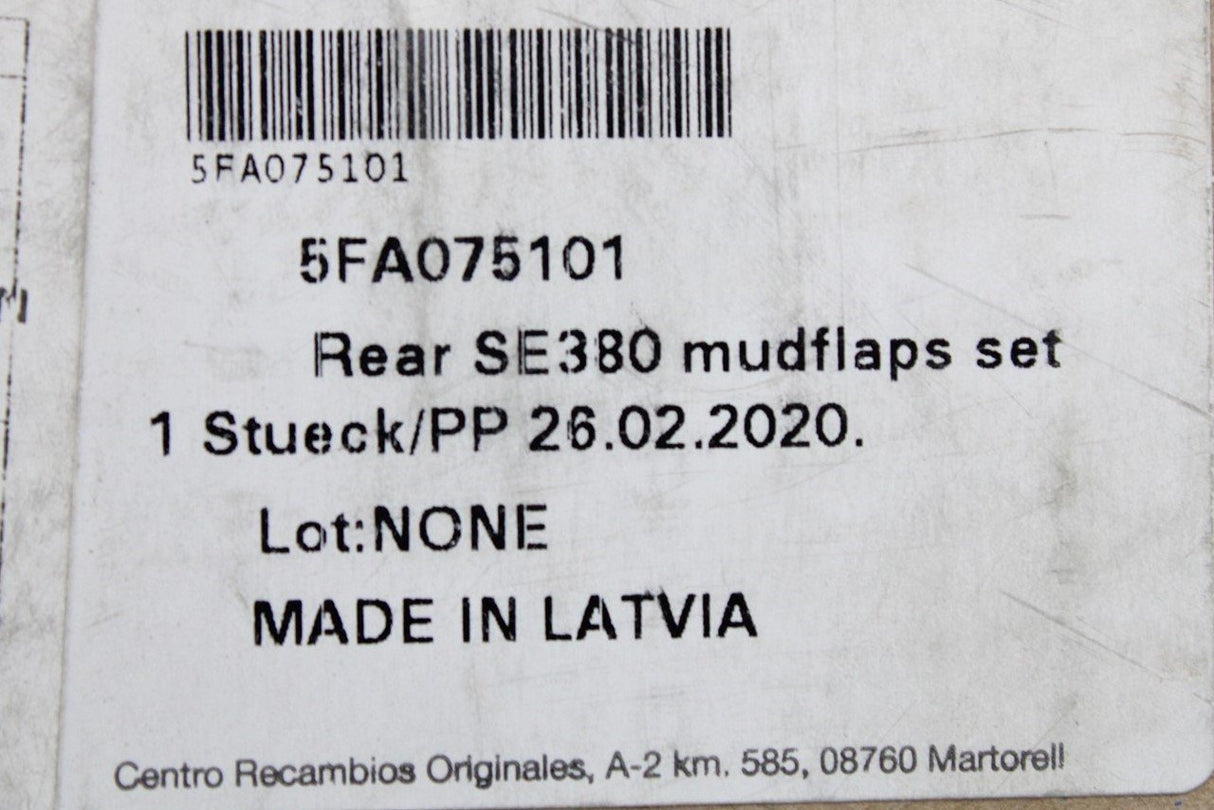 5FA075101
5FA075101
Rear SE380 mudflaps set
1 Stueck/PP 26.02.2020.
Lot:NONE
MADE IN LATVIA
Centro Recambios Originales, A-2 km. 585, 08760 Martorell